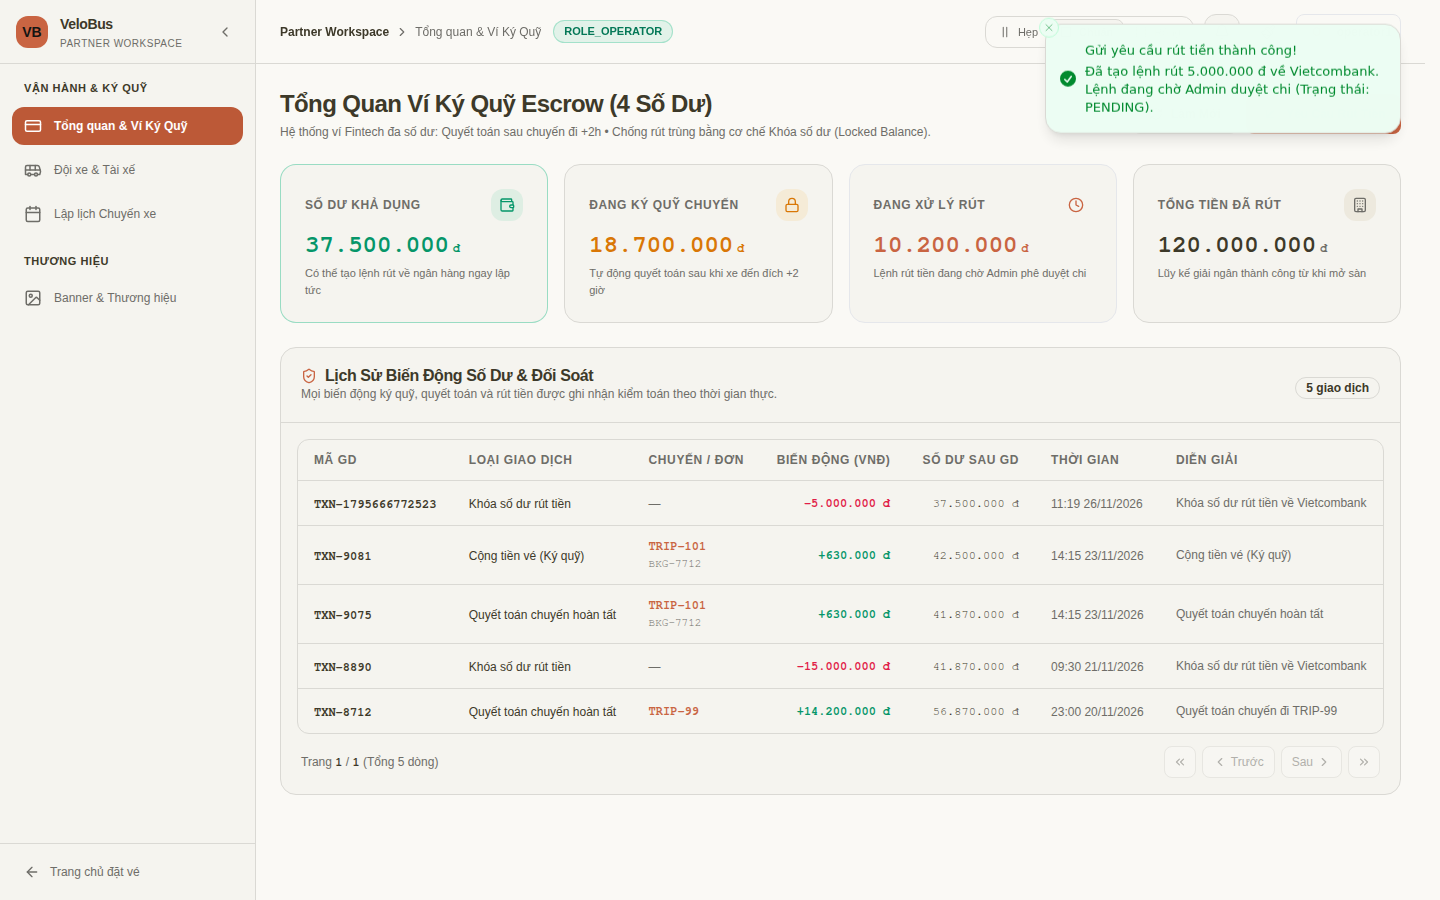 VB
VeloBus
PARTNER WORKSPACE
VẬN HÀNH & KÝ QUỸ
Tổng quan & Ví Ký Quỹ
Đội xe & Tài xế
Lập lịch Chuyến xe
THƯƠNG HIỆU
Banner & Thương hiệu
Trang chủ đặt vé
Partner Workspace
Tổng quan & Ví Ký Quỹ
ROLE_OPERATOR
Hẹp
Gửi yêu cầu rút tiền thành công!
Đã tạo lệnh rút 5.000.000 đ về Vietcombank.
Lệnh đang chờ Admin duyệt chi (Trạng thái:
PENDING).
Tổng Quan Ví Ký Quỹ Escrow (4 Số Dư)
Hệ thống ví Fintech đa số dư: Quyết toán sau chuyến đi +2h • Chống rút trùng bằng cơ chế Khóa số dư (Locked Balance).
SỐ DƯ KHẢ DỤNG
37.500.000 đ
Có thể tạo lệnh rút về ngân hàng ngay lập
tức
ĐANG KÝ QUỸ CHUYẾN
18.700.000 đ
Tự động quyết toán sau khi xe đến đích +2
giờ
ĐANG XỬ LÝ RÚT
10.200.000 đ
Lệnh rút tiền đang chờ Admin phê duyệt chi
TỔNG TIỀN ĐÃ RÚT
120.000.000 đ
Lũy kế giải ngân thành công từ khi mở sàn
Lịch Sử Biến Động Số Dư & Đối Soát
Mọi biến động ký quỹ, quyết toán và rút tiền được ghi nhận kiểm toán theo thời gian thực.
5 giao dịch
MÃ GD LOẠI GIAO DỊCH CHUYẾN / ĐƠN BIẾN ĐỘNG (VNĐ) SỐ DƯ SAU GD THỜI GIAN DIỄN GIẢI
TXN-1795666772523 Khóa số dư rút tiền — -5.000.000 đ 37.500.000 đ 11:19 26/11/2026 Khóa số dư rút tiền về Vietcombank
TXN-9081 Cộng tiền vé (Ký quỹ) TRIP-101 +630.000 đ 42.500.000 đ 14:15 23/11/2026 Cộng tiền vé (Ký quỹ)
BKG-7712
TXN-9075 Quyết toán chuyến hoàn tất TRIP-101 +630.000 đ 41.870.000 đ 14:15 23/11/2026 Quyết toán chuyến hoàn tất
BKG-7712
TXN-8890 Khóa số dư rút tiền — -15.000.000 đ 41.870.000 đ 09:30 21/11/2026 Khóa số dư rút tiền về Vietcombank
TXN-8712 Quyết toán chuyến hoàn tất TRIP-99 +14.200.000 đ 56.870.000 đ 23:00 20/11/2026 Quyết toán chuyến đi TRIP-99
Trang 1 / 1 (Tổng 5 dòng)
Trước
Sau